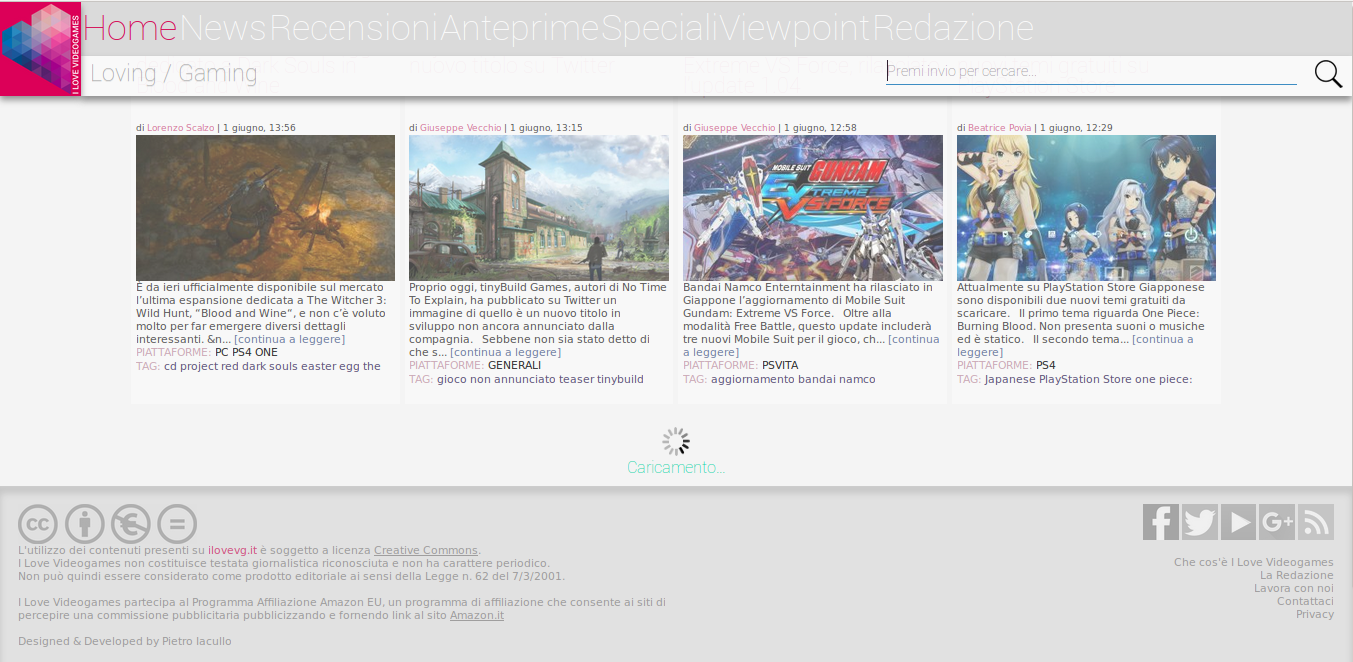 I LOVE VIDEOGAMES
Home News Recensioni Anteprime Speciali Viewpoint Redazione
Loving / Gaming
Premi invio per cercare...
di Lorenzo Scalzo | 1 giugno, 13:56
È da ieri ufficialmente disponibile sul mercato
l’ultima espansione dedicata a The Witcher 3:
Wild Hunt, “Blood and Wine“, e non c’è voluto
molto per far emergere diversi dettagli
interessanti. &n... [continua a leggere]
PIATTAFORME: PC PS4 ONE
TAG: cd project red dark souls easter egg the
di Giuseppe Vecchio | 1 giugno, 13:15
Proprio oggi, tinyBuild Games, autori di No Time
To Explain, ha pubblicato su Twitter un
immagine di quello è un nuovo titolo in
sviluppo non ancora annunciato dalla
compagnia. Sebbene non sia stato detto di
che s... [continua a leggere]
PIATTAFORME: GENERALI
TAG: gioco non annunciato teaser tinybuild
di Giuseppe Vecchio | 1 giugno, 12:58
MOBILE SUIT
GUNDAM
EXTREME
VS-FORCE
Bandai Namco Enterntainment ha rilasciato in
Giappone l’aggiornamento di Mobile Suit
Gundam: Extreme VS Force. Oltre alla
modalità Free Battle, questo update includerà
tre nuovi Mobile Suit per il gioco, ch... [continua
a leggere]
PIATTAFORME: PSVITA
TAG: aggiornamento bandai namco
di Beatrice Povia | 1 giugno, 12:29
Attualmente su PlayStation Store Giapponese
sono disponibili due nuovi temi gratuiti da
scaricare. Il primo tema riguarda One Piece:
Burning Blood. Non presenta suoni o musiche
ed è statico. Il secondo tema... [continua a
leggere]
PIATTAFORME: PS4
TAG: Japanese PlayStation Store one piece:
Caricamento...
cc
L'utilizzo dei contenuti presenti su ilovevg.it è soggetto a licenza Creative Commons.
I Love Videogames non costituisce testata giornalistica riconosciuta e non ha carattere periodico.
Non può quindi essere considerato come prodotto editoriale ai sensi della Legge n. 62 del 7/3/2001.
I Love Videogames partecipa al Programma Affiliazione Amazon EU, un programma di affiliazione che consente ai siti di
percepire una commissione pubblicitaria pubblicizzando e fornendo link al sito Amazon.it
Designed & Developed by Pietro Iacullo
Che cos'è I Love Videogames
La Redazione
Lavora con noi
Contattaci
Privacy